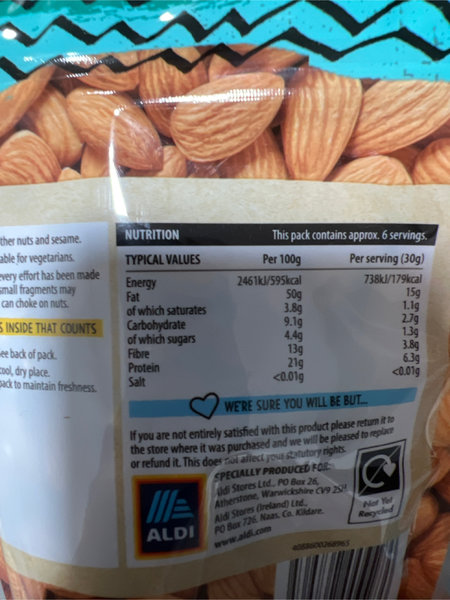 ther nuts and sesame.
able for vegetarians.
every effort has been made
small fragments may
can choke on nuts.
S INSIDE THAT COUNTS
ee back of pack.
ool, dry place.
pack to maintain freshness.
NUTRITION This pack contains approx. 6 servings.
TYPICAL VALUES Per 100g Per serving (30g)
Energy 2461kJ/595kcal 738kJ/179kcal
Fat 50g 15g
of which saturates 3.8g 1.1g
Carbohydrate 9.1g 2.7g
of which sugars 4.4g 1.3g
Fibre 13g 3.8g
Protein 21g 6.3g
Salt <0.01g <0.01g
WE'RE SURE YOU WILL BE BUT...
If you are not entirely satisfied with this product please return it to
the store where it was purchased and we will be pleased to replace
or refund it. This does not affect your statutory rights.
SPECIALLY PRODUCED FOR:
Aldi Stores Ltd., PO Box 26,
Atherstone, Warwickshire CV9 2SH.
Aldi Stores (Ireland) Ltd.,
PO Box 726, Naas, Co. Kildare.
www.aldi.com
ALDI
Not Yet
Recycled
4088600268965